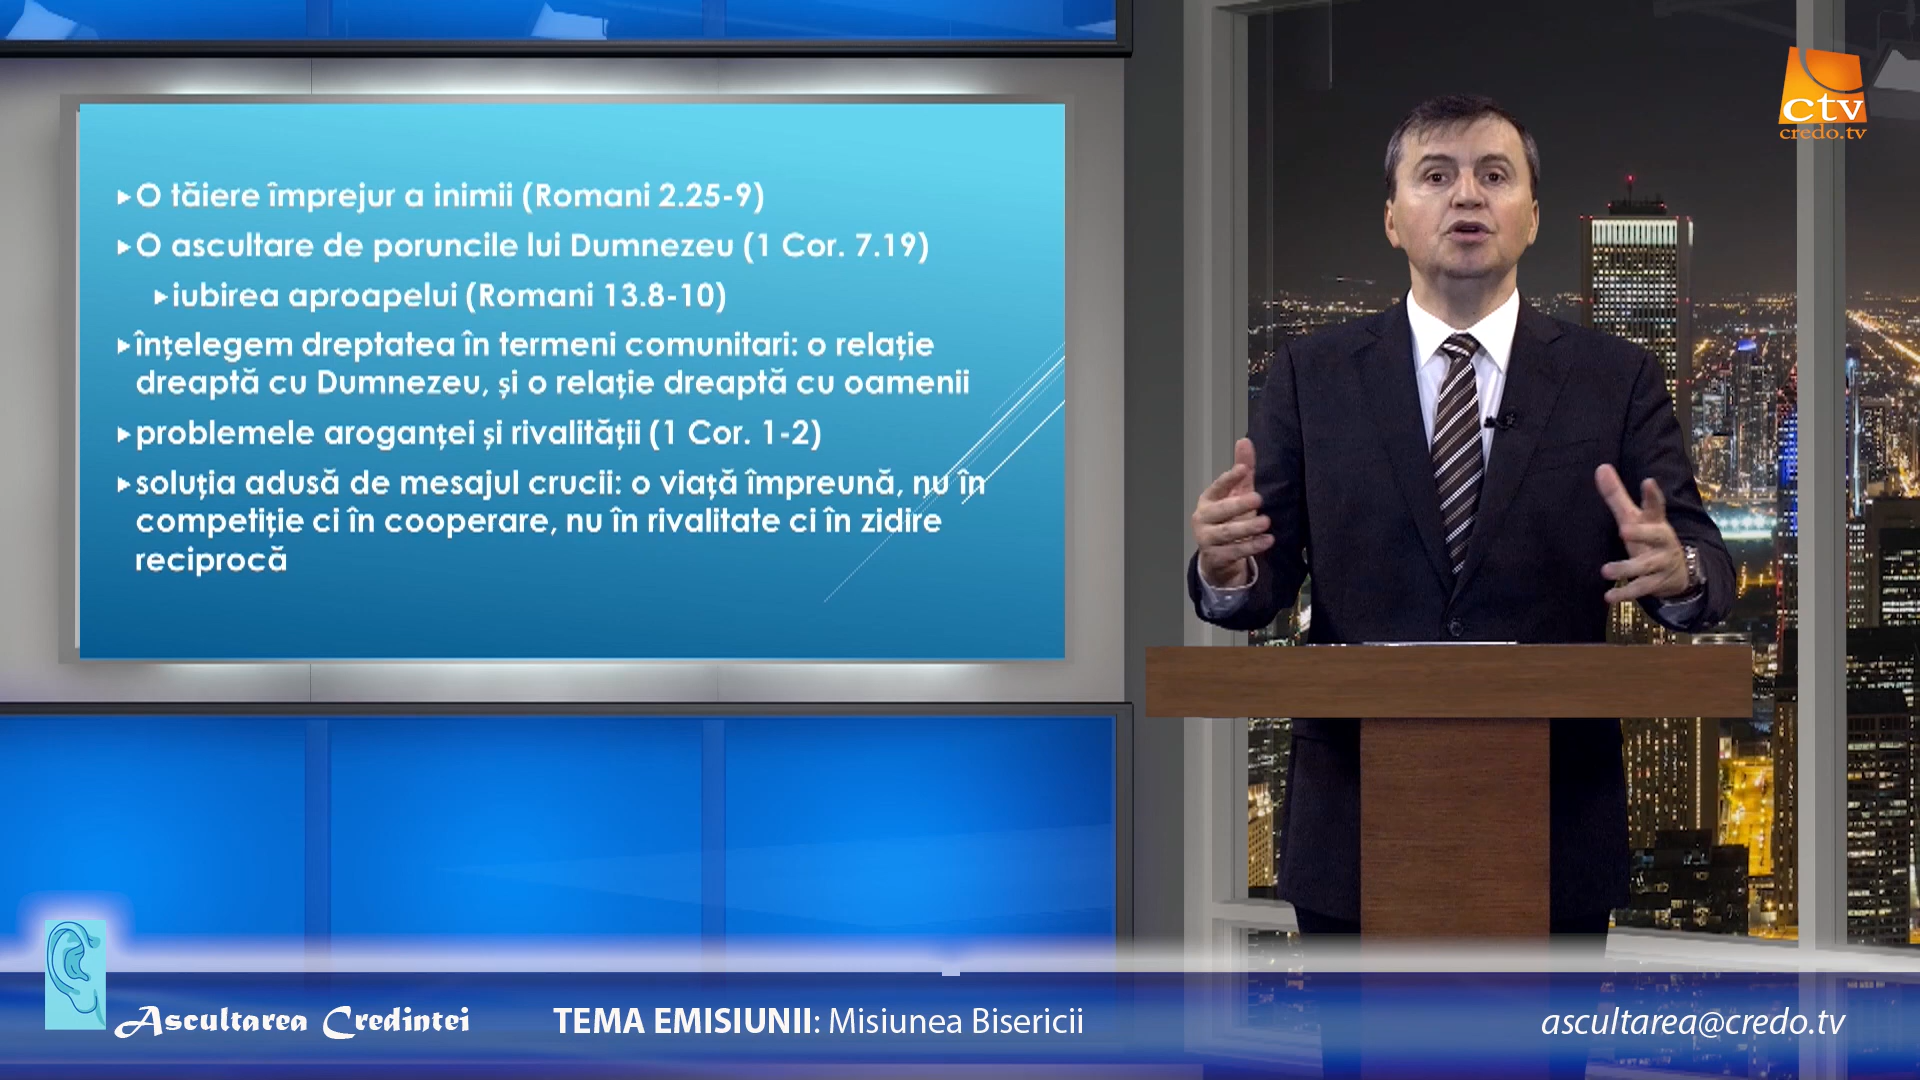 ctv
credo.tv
O tăiere împrejur a inimii (Romani 2.25-9)
O ascultare de poruncile lui Dumnezeu (1 Cor. 7.19)
iubirea aproapelui (Romani 13.8-10)
înțelegem dreptatea în termeni comunitari: o relație
dreaptă cu Dumnezeu, și o relație dreaptă cu oamenii
problemele aroganței și rivalității (1 Cor. 1-2)
soluția adusă de mesajul crucii: o viață împreună, nu în
competiție ci în cooperare, nu în rivalitate ci în zidire
reciprocă
Ascultarea Credintei
TEMA EMISIUNII: Misiunea Bisericii
ascultarea@credo.tv